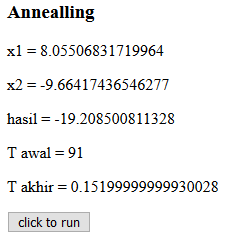 Annealling
x1 = 8.05506831719964
x2 = -9.66417436546277
hasil = -19.208500811328
T awal = 91
T akhir = 0.15199999999930028
click to run